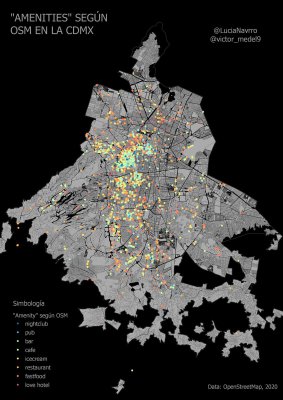 "AMENITIES" SEGÚN
OSM EN LA CDMX
@LuciaNavrro
@victor_medel9
Simbología
"Amenity" según OSM
nightclub
pub
bar
cafe
icecream
restaurant
fastfood
love hotel
Data: OpenStreetMap, 2020